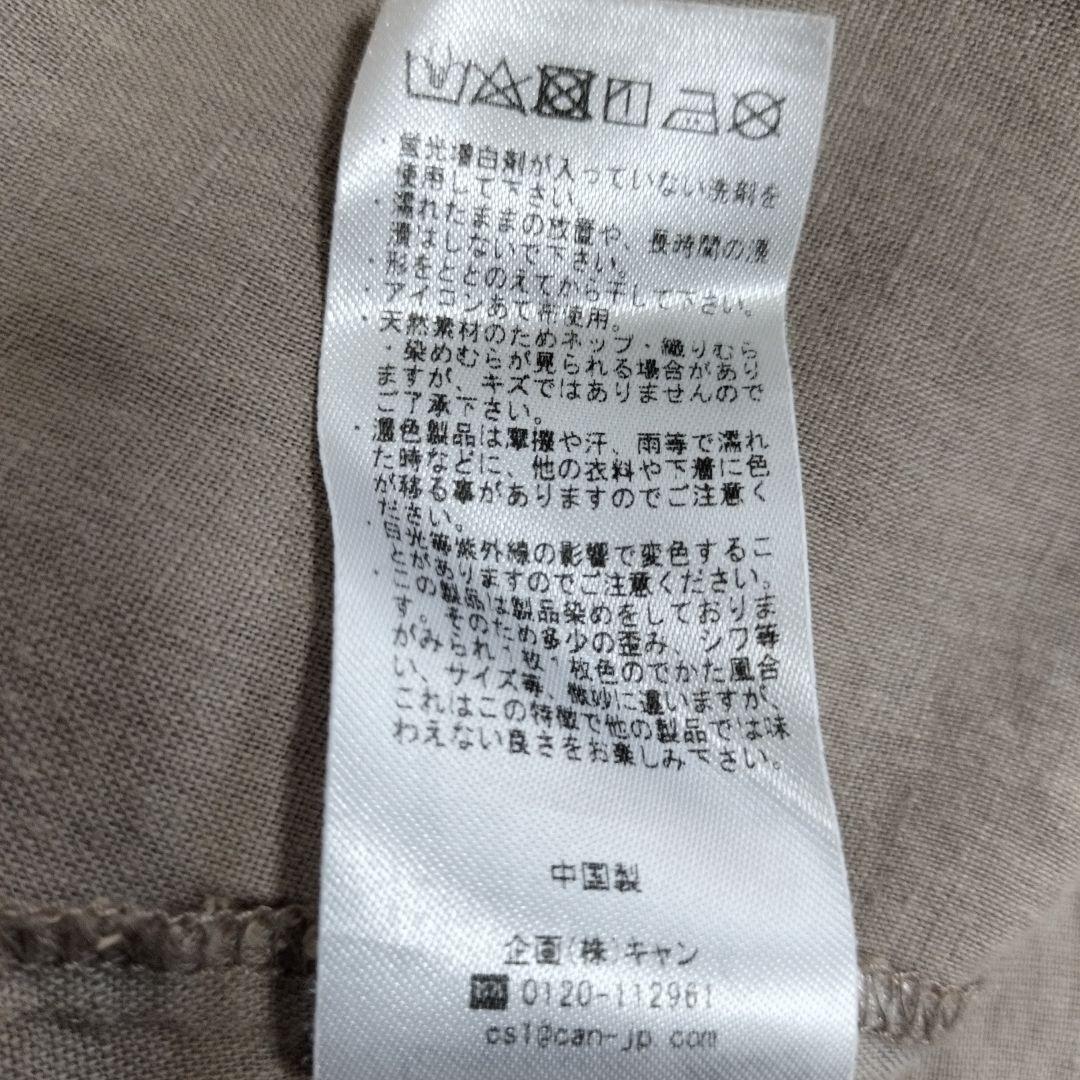 ・蛍光増白剤が入っていない洗剤を
使用して下さい。
・濡れたままの放置や、長時間の浸
漬はしないで下さい。
・形をととのえてから干して下さい。
・アイロンあて布使用。
・天然素材のためネップ・織りむら
・染めむらが見られる場合があり
ますが、キズではありませんので
ご了承下さい。
・濃色製品は摩擦や汗、雨等で濡れ
た時などに、他の衣料や下着に色
が移る事がありますのでご注意く
ださい。
・日光等紫外線の影響で変色するこ
とがありますのでご注意ください。
・この製品は製品染めをしておりま
す。そのため多少の歪み、シワ等
がみられ1枚1枚色のでかた風合
い、サイズ等、微妙に違いますが、
これはこの特徴で他の製品では味
わえない良さをお楽しみ下さい。
中国製
企画(株)キャン
0120-112961
cs1@can-jp.com